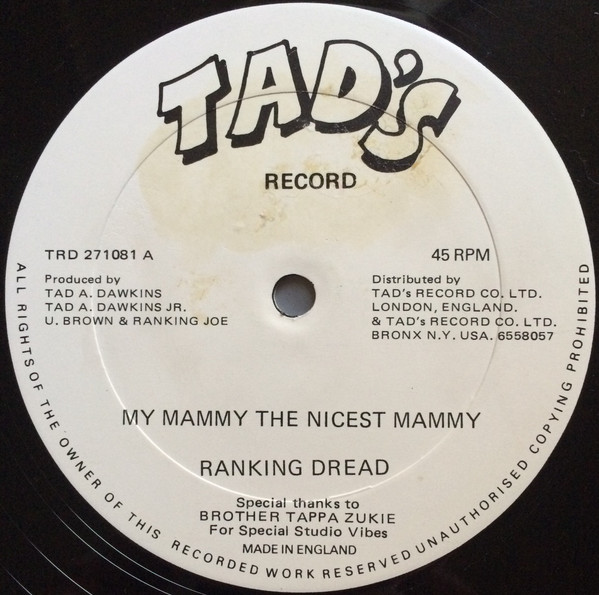 TAD'S
RECORD
TRD 271081 A
45 RPM
Produced by
TAD A. DAWKINS
TAD A. DAWKINS JR.
U. BROWN & RANKING JOE
Distributed by
TAD's RECORD CO. LTD.
LONDON, ENGLAND.
& TAD's RECORD CO. LTD.
BRONX N.Y. USA. 6558057
MY MAMMY THE NICEST MAMMY
RANKING DREAD
Special thanks to
BROTHER TAPPA ZUKIE
For Special Studio Vibes
MADE IN ENGLAND
ALL RIGHTS OF THE OWNER OF THIS RECORDED WORK RESERVED UNAUTHORISED COPYING PROHIBITED